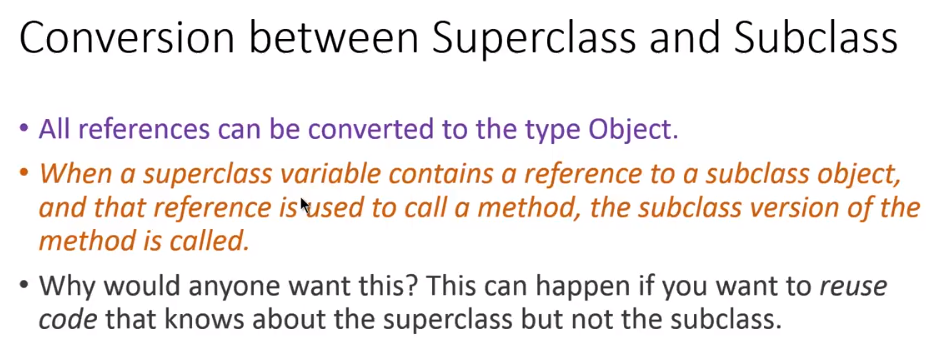 Conversion between Superclass and Subclass
• All references can be converted to the type Object.
• When a superclass variable contains a reference to a subclass object,
and that reference is used to call a method, the subclass version of the
method is called.
• Why would anyone want this? This can happen if you want to reuse
code that knows about the superclass but not the subclass.